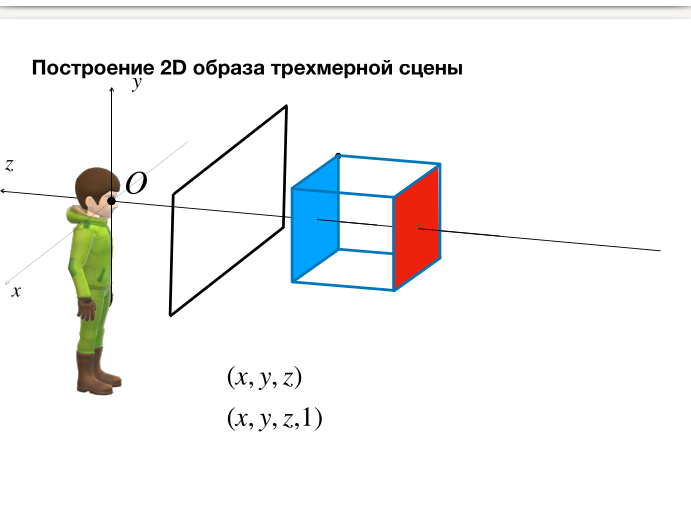 Построение 2D образа трехмерной сцены
y
z
O
x
(x, y, z)
(x, y, z,1)